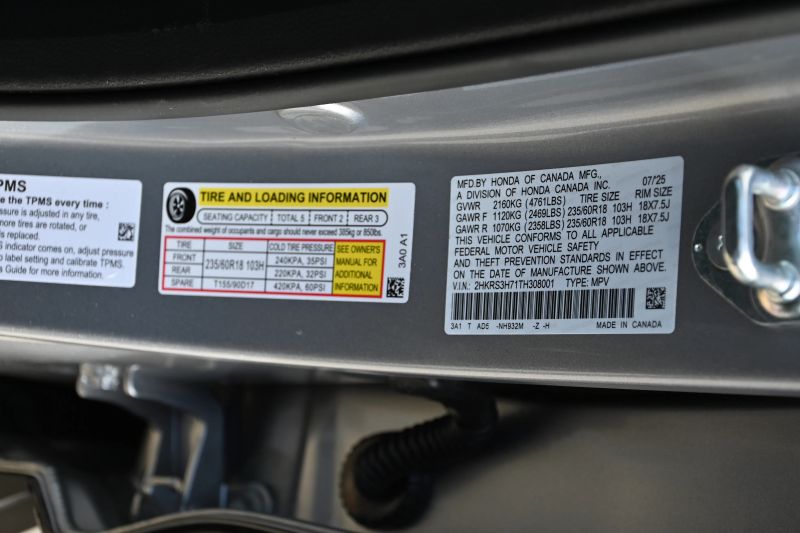 TPMS
the TPMS every time :
pressure is adjusted in any tire,
more tires are rotated, or
indicator comes on, adjust pressure
label setting and calibrate TPMS.
Guide for more information.
TIRE AND LOADING INFORMATION
SEATING CAPACITY TOTAL 5 FRONT 2 REAR 3
The combined weight of occupants and cargo should never exceed 385kg or 850lbs.
TIRE SIZE COLD TIRE PRESSURE
FRONT 235/60R18 103H 240KPA, 35PSI
REAR 220KPA, 32PSI
SPARE T155/90D17 420KPA, 60PSI
SEE OWNER'S
MANUAL FOR
ADDITIONAL
INFORMATION
3A0 A1
MFD.BY HONDA OF CANADA MFG., 07/25
A DIVISION OF HONDA CANADA INC.
GVWR 2160KG (4761LBS) TIRE SIZE RIM SIZE
GAWR F 1120KG (2469LBS) 235/60R18 103H 18X7.5J
GAWR R 1070KG (2358LBS) 235/60R18 103H 18X7.5J
THIS VEHICLE CONFORMS TO ALL APPLICABLE
FEDERAL MOTOR VEHICLE SAFETY
AND THEFT PREVENTION STANDARDS IN EFFECT
ON THE DATE OF MANUFACTURE SHOWN ABOVE.
V.I.N.: 2HKRS3H71TH308001 TYPE: MPV
3A1 T AD5 -NH932M -Z -H MADE IN CANADA